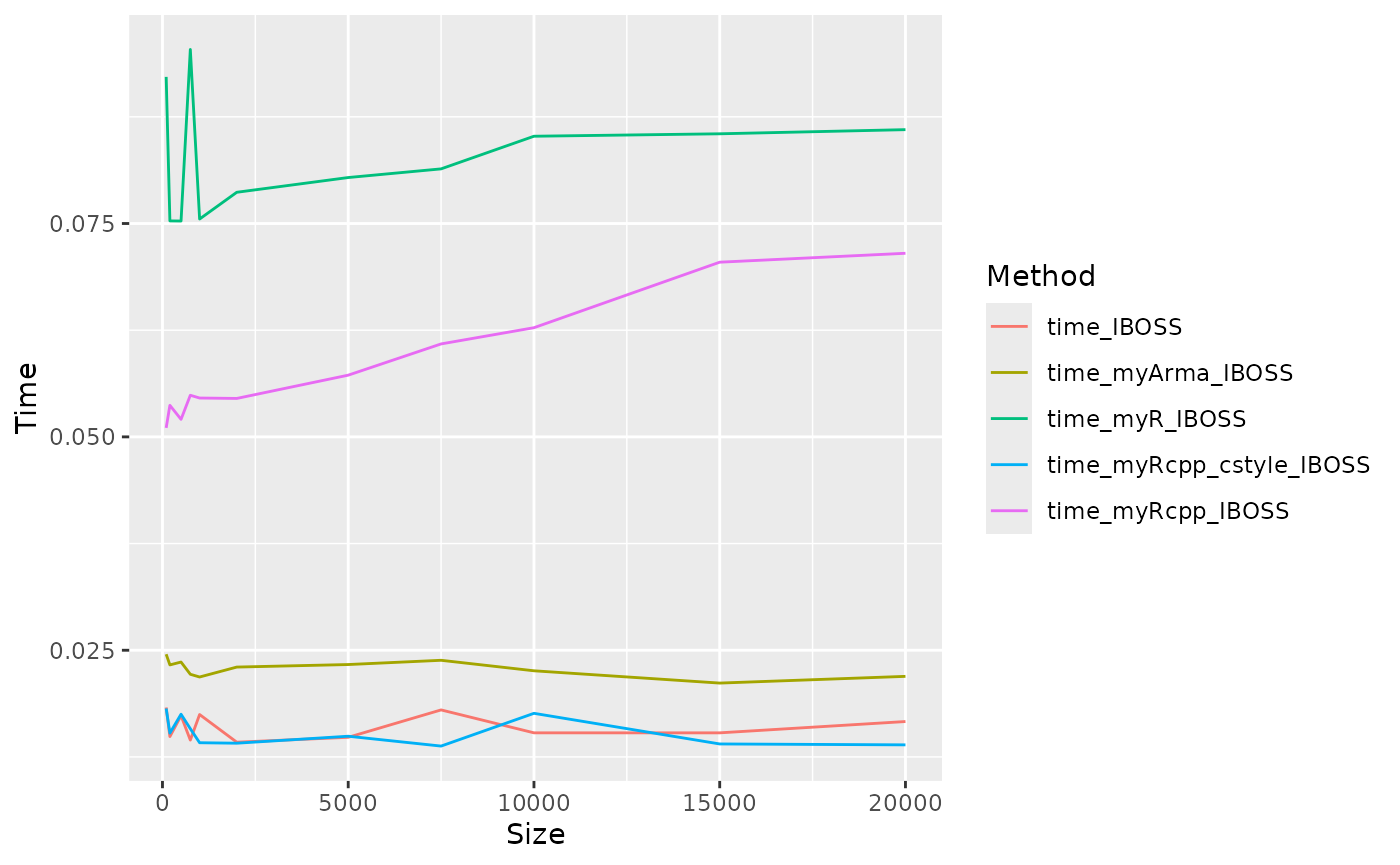 Time
0.075
0.050
0.025
0
5000
10000
15000
20000
Size
Method
time_IBOSS
time_myArma_IBOSS
time_myR_IBOSS
time_myRcpp_cstyle_IBOSS
time_myRcpp_IBOSS